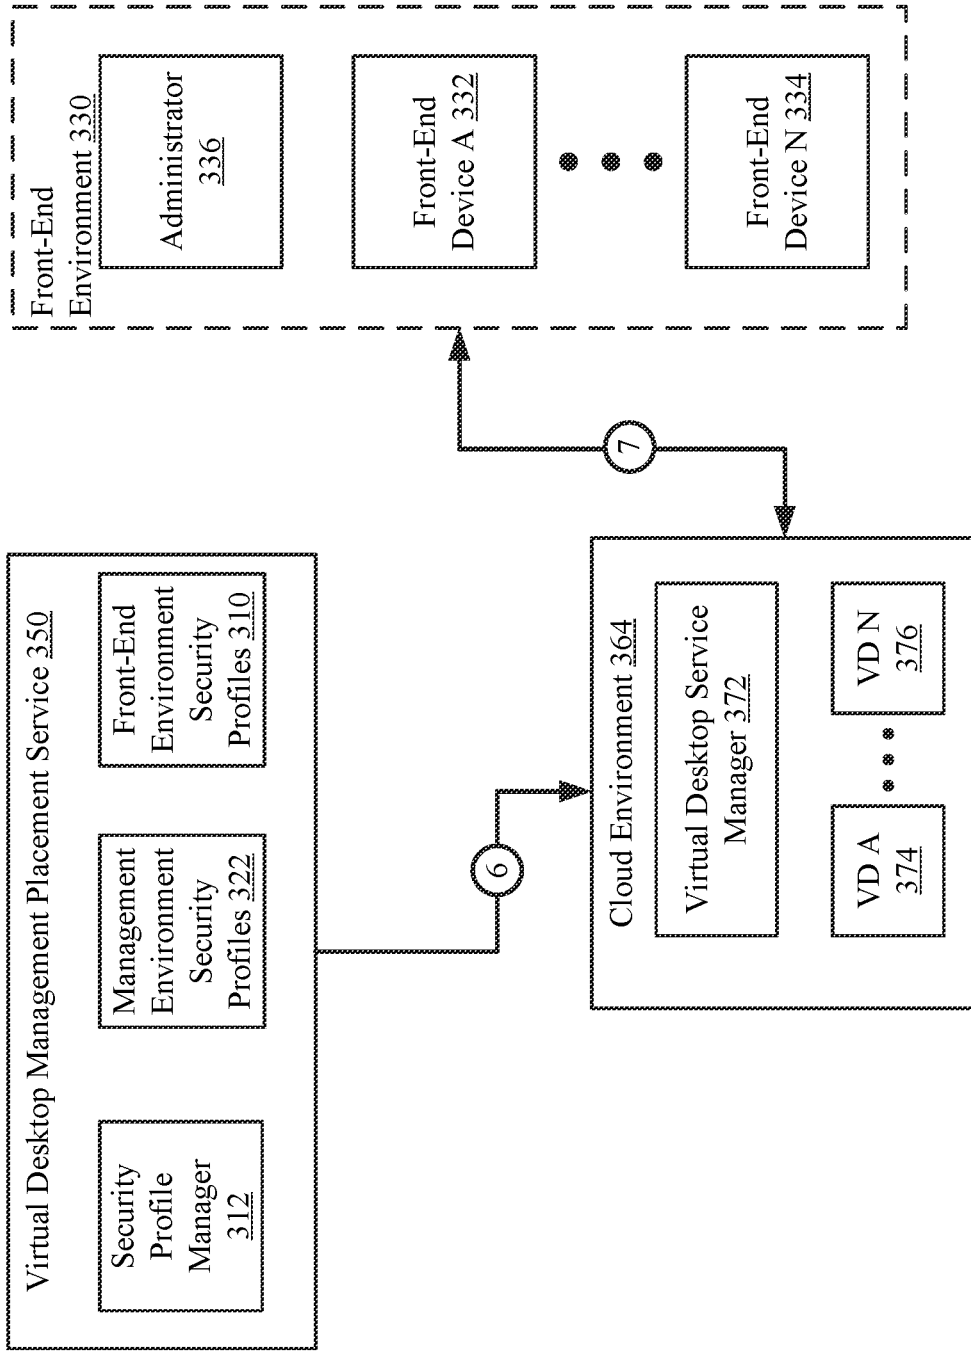 Virtual Desktop Management Placement Service 350
Security
Profile
Manager
312
Management
Environment
Security
Profiles 322
Front-End
Environment
Security
Profiles 310
6
Cloud Environment 364
Virtual Desktop Service
Manager 372
VD A
374
VD N
376
7
Front-End
Environment 330
Administrator
336
Front-End
Device A 332
Front-End
Device N 334